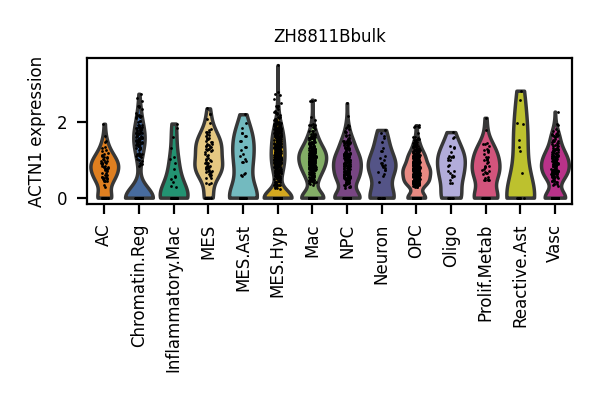 ZH8811Bbulk
ACTN1 expression
2
0
AC
Chromatin.Reg
Inflammatory.Mac
MES
MES.Ast
MES.Hyp
Mac
NPC
Neuron
OPC
Oligo
Prolif.Metab
Reactive.Ast
Vasc